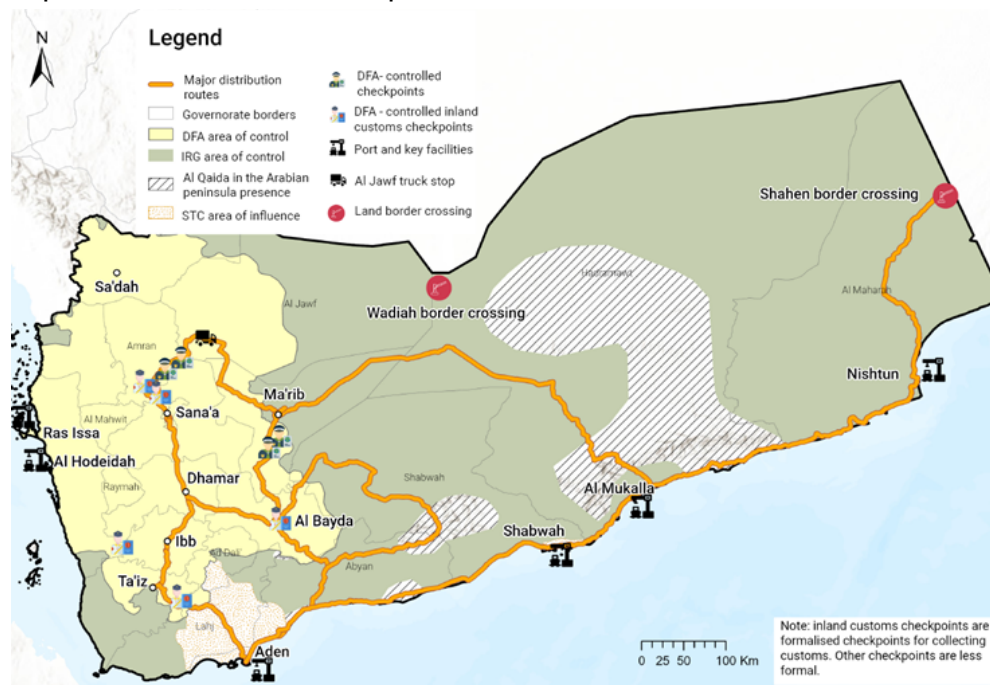 N
Legend
Major distribution
routes
Governorate borders
DFA area of control
IRG area of control
Al Qaida in the Arabian
peninsula presence
STC area of influence
DFA- controlled
checkpoints
DFA - controlled inland
customs checkpoints
Port and key facilities
Al Jawf truck stop
Land border crossing
Shahen border crossing
Sa'dah
Hadramawt
Al Maharah
Al Jawf
Wadiah border crossing
Amran
Nishtun
Ma'rib
Sana'a
Al Mahwit
Ras Issa
Al Hodeidah
Dhamar
Raymah
Shabwah
Al Mukalla
Al Bayda
Shabwah
Ibb
Ad Dali'
Abyan
Ta'iz
Lahj
Aden
0 25 50 100 Km
Note: inland customs checkpoints are
formalised checkpoints for collecting
customs. Other checkpoints are less
formal.